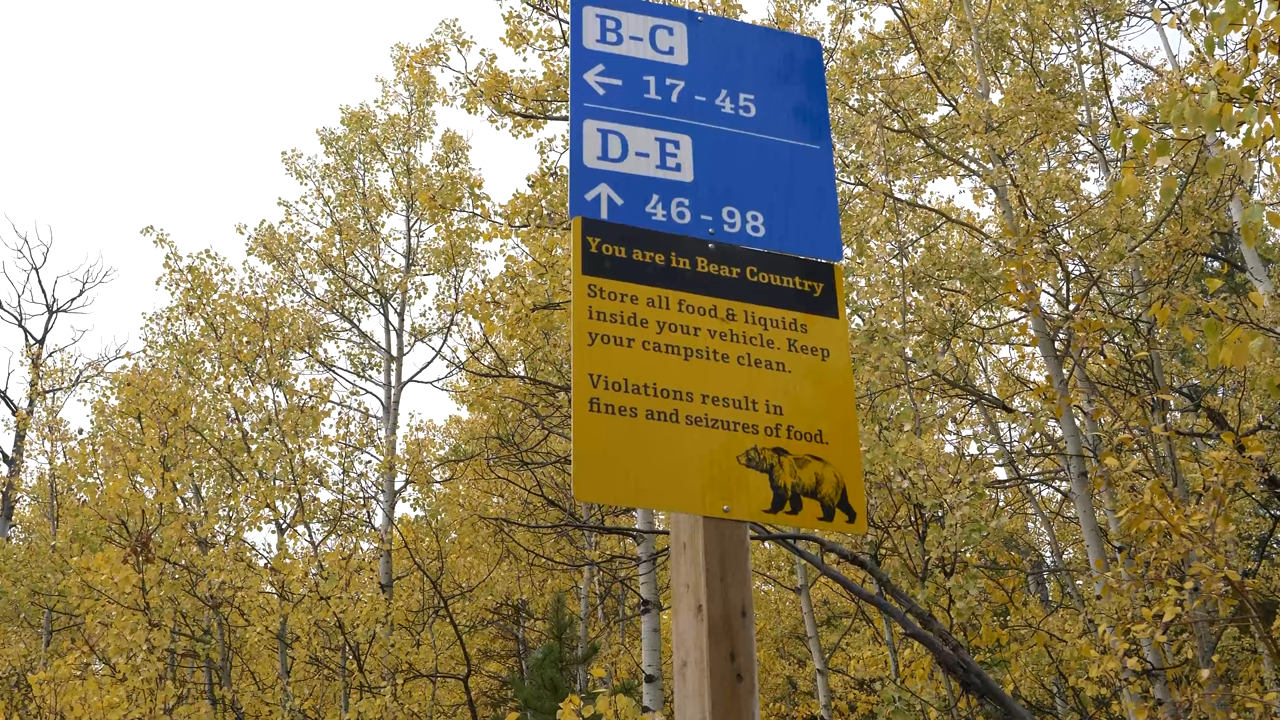 B-C
← 17 - 45
D-E
↑ 46 - 98
You are in Bear Country
Store all food & liquids
inside your vehicle. Keep
your campsite clean.
Violations result in
fines and seizures of food.